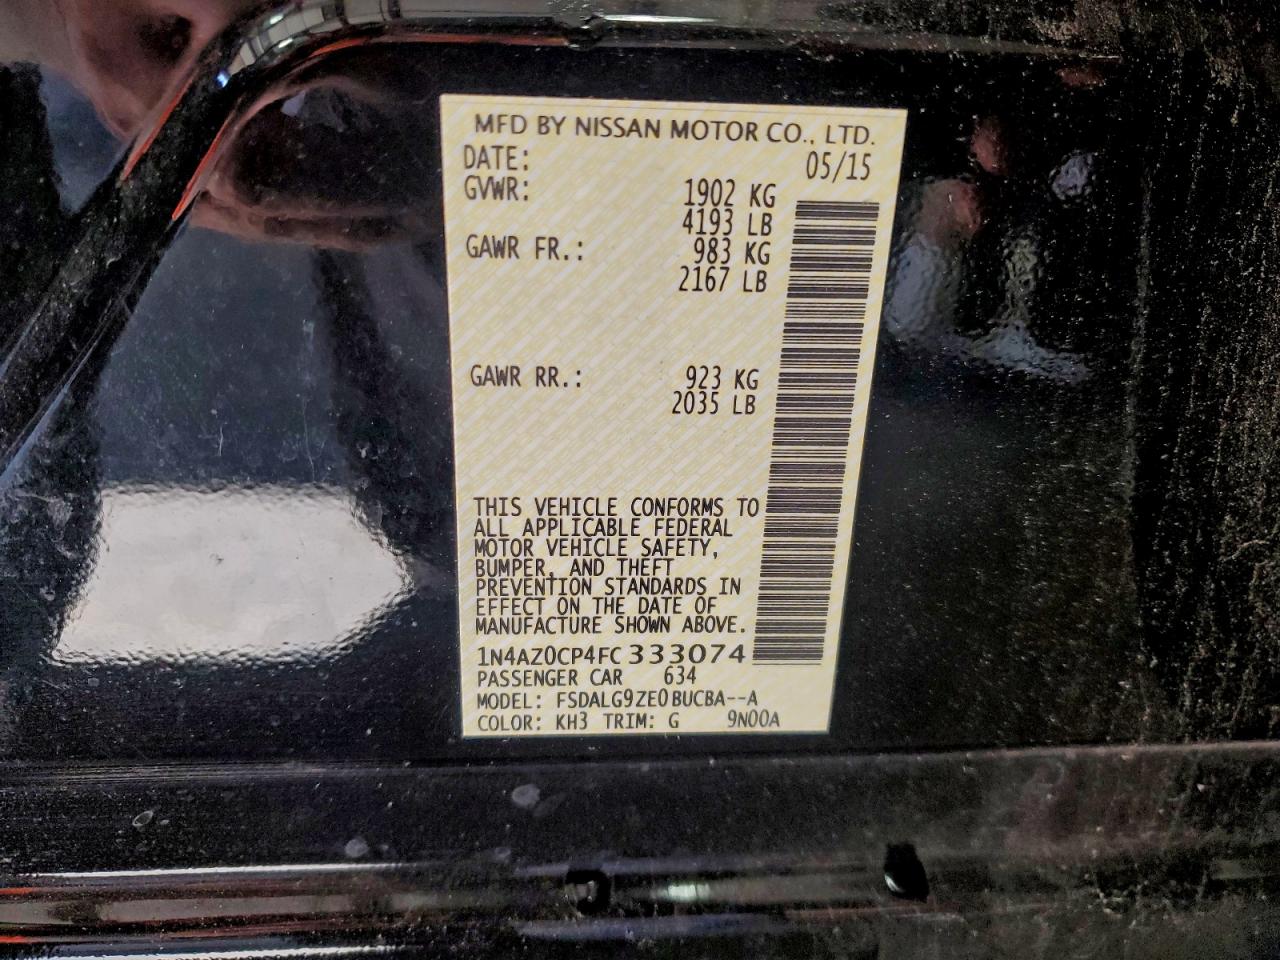 MFD BY NISSAN MOTOR CO., LTD.
DATE: 05/15
GVWR: 1902 KG
4193 LB
GAWR FR.: 983 KG
2167 LB
GAWR RR.: 923 KG
2035 LB
THIS VEHICLE CONFORMS TO
ALL APPLICABLE FEDERAL
MOTOR VEHICLE SAFETY,
BUMPER, AND THEFT
PREVENTION STANDARDS IN
EFFECT ON THE DATE OF
MANUFACTURE SHOWN ABOVE.
1N4AZ0CP4FC333074
PASSENGER CAR 634
MODEL: FSDALG9ZE0BUCBA--A
COLOR: KH3 TRIM: G 9N00A